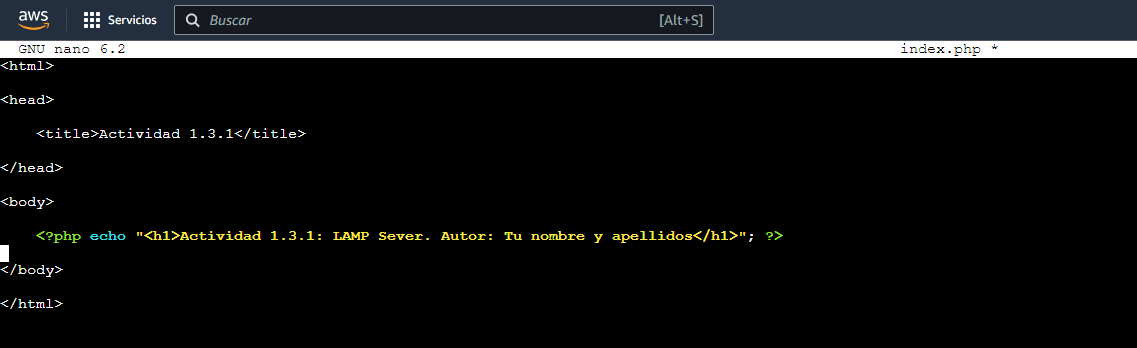 aws Servicios Buscar [Alt+S]
GNU nano 6.2 index.php *
<html>
<head>
<title>Actividad 1.3.1</title>
</head>
<body>
<?php echo "<h1>Actividad 1.3.1: LAMP Sever. Autor: Tu nombre y apellidos</h1>"; ?>
</body>
</html>